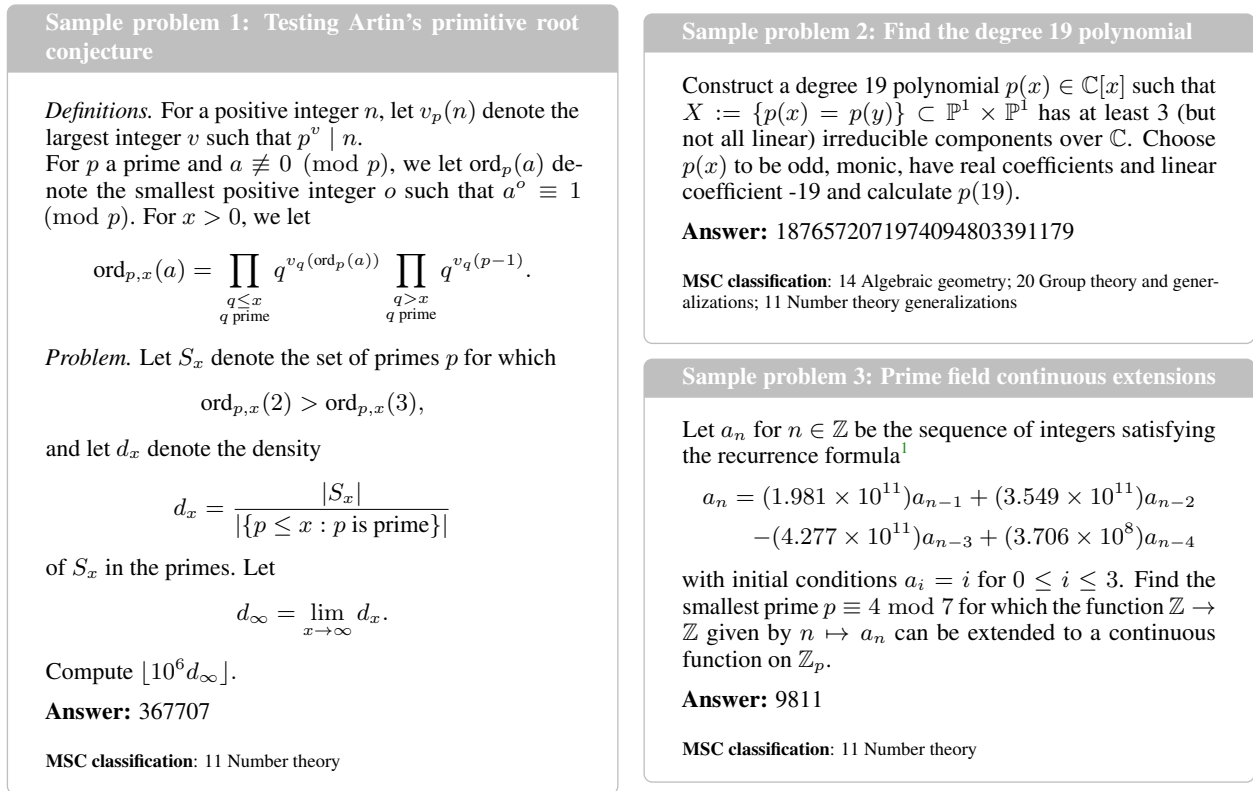 Sample problem 1: Testing Artin's primitive root
conjecture
Definitions. For a positive integer n, let v_p(n) denote the
largest integer v such that p^v | n.
For p a prime and a ≢ 0 (mod p), we let ord_p(a) de-
note the smallest positive integer o such that a^o ≡ 1
(mod p). For x > 0, we let
ord_{p,x}(a) = ∏_{q≤x, q prime} q^{v_q(ord_p(a))} ∏_{q>x, q prime} q^{v_q(p−1)}.
Problem. Let S_x denote the set of primes p for which
ord_{p,x}(2) > ord_{p,x}(3),
and let d_x denote the density
d_x = |S_x| / |{p ≤ x : p is prime}|
of S_x in the primes. Let
d_∞ = lim_{x→∞} d_x.
Compute ⌊10^6 d_∞⌋.
Answer: 367707
MSC classification: 11 Number theory
Sample problem 2: Find the degree 19 polynomial
Construct a degree 19 polynomial p(x) ∈ ℂ[x] such that
X := {p(x) = p(y)} ⊂ ℙ^1 × ℙ^1 has at least 3 (but
not all linear) irreducible components over ℂ. Choose
p(x) to be odd, monic, have real coefficients and linear
coefficient -19 and calculate p(19).
Answer: 1876572071974094803391179
MSC classification: 14 Algebraic geometry; 20 Group theory and gener-
alizations; 11 Number theory generalizations
Sample problem 3: Prime field continuous extensions
Let a_n for n ∈ ℤ be the sequence of integers satisfying
the recurrence formula^1
a_n = (1.981 × 10^11)a_{n−1} + (3.549 × 10^11)a_{n−2}
−(4.277 × 10^11)a_{n−3} + (3.706 × 10^8)a_{n−4}
with initial conditions a_i = i for 0 ≤ i ≤ 3. Find the
smallest prime p ≡ 4 mod 7 for which the function ℤ →
ℤ given by n ↦ a_n can be extended to a continuous
function on ℤ_p.
Answer: 9811
MSC classification: 11 Number theory